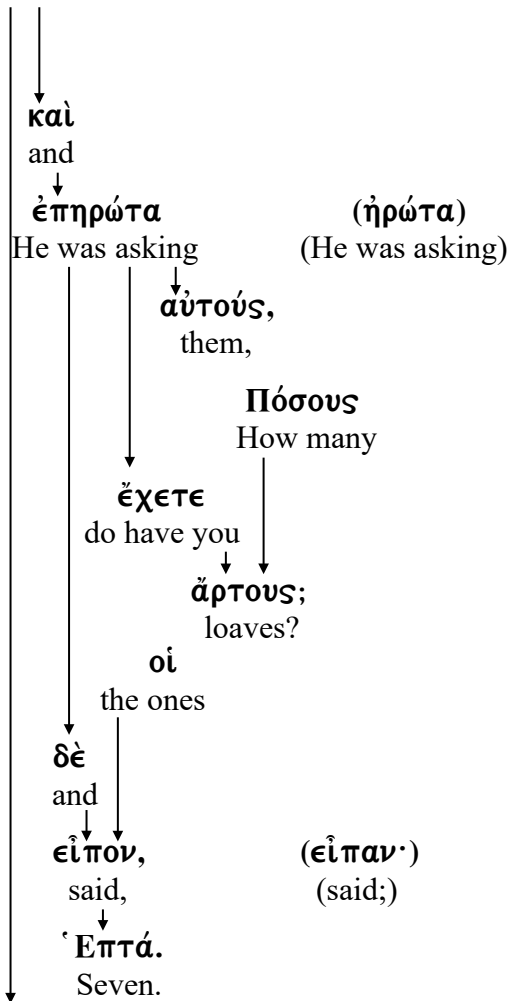 καὶ
and
ἐπηρώτα (ἠρώτα)
He was asking (He was asking)
αὐτούς,
them,
Πόσους
How many
ἔχετε
do have you
ἄρτους;
loaves?
οἱ
the ones
δὲ
and
εἶπον, (εἶπαν·)
said, (said;)
Ἑπτά.
Seven.